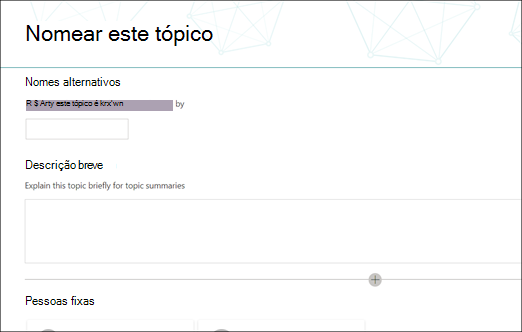 Nomear este tópico
Nomes alternativos
R $ Arty este tópico é krx'wn by
Descrição breve
Explain this topic briefly for topic summaries
Pessoas fixas